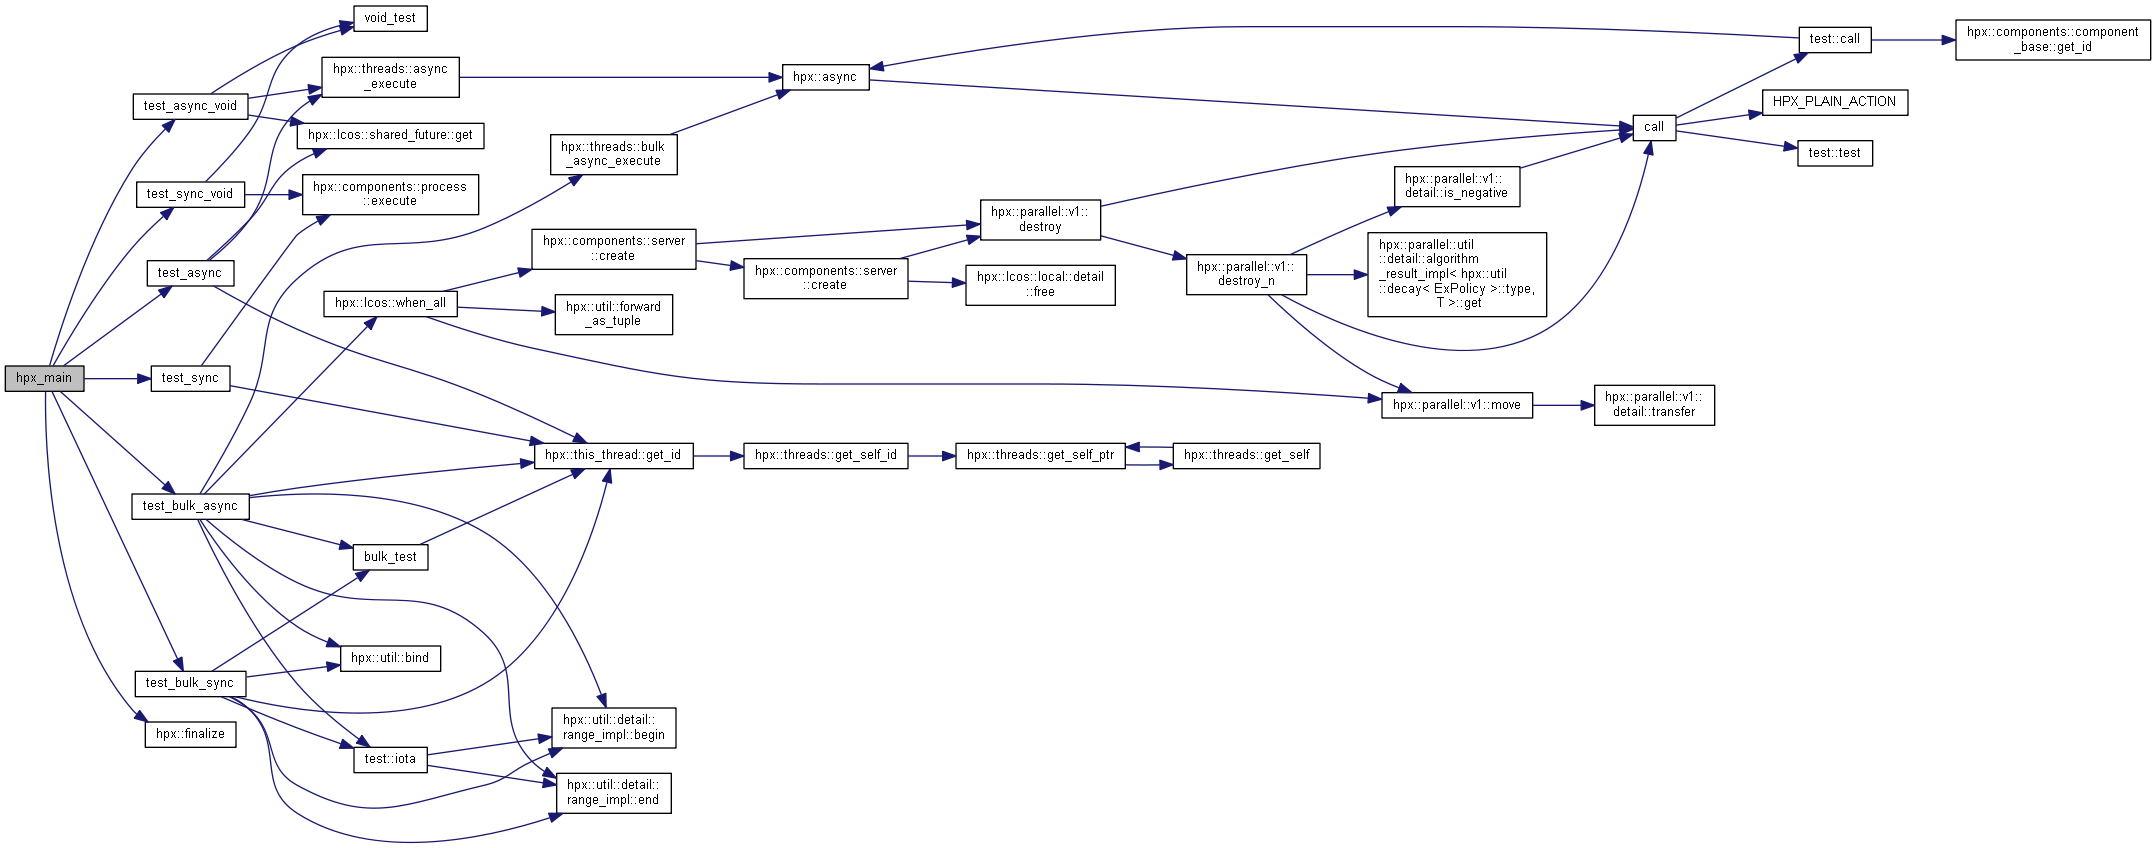 hpx_main
test_async_void
test_sync_void
test_async
test_sync
test_bulk_async
test_bulk_sync
hpx::finalize
void_test
hpx::threads::async
_execute
hpx::lcos::shared_future::get
hpx::components::process
::execute
hpx::lcos::when_all
bulk_test
hpx::util::bind
test::iota
hpx::threads::bulk
_async_execute
hpx::components::server
::create
hpx::util::forward
_as_tuple
hpx::this_thread::get_id
hpx::util::detail::
range_impl::begin
hpx::util::detail::
range_impl::end
hpx::async
hpx::components::server
::create
hpx::threads::get_self_id
hpx::parallel::v1::
destroy
hpx::lcos::local::detail
::free
hpx::threads::get_self_ptr
hpx::parallel::v1::
destroy_n
hpx::threads::get_self
hpx::parallel::v1::
detail::is_negative
hpx::parallel::util
::detail::algorithm
_result_impl< hpx::util
::decay< ExPolicy >::type,
T >::get
hpx::parallel::v1::move
call
hpx::parallel::v1::
detail::transfer
test::call
HPX_PLAIN_ACTION
test::test
hpx::components::component
_base::get_id